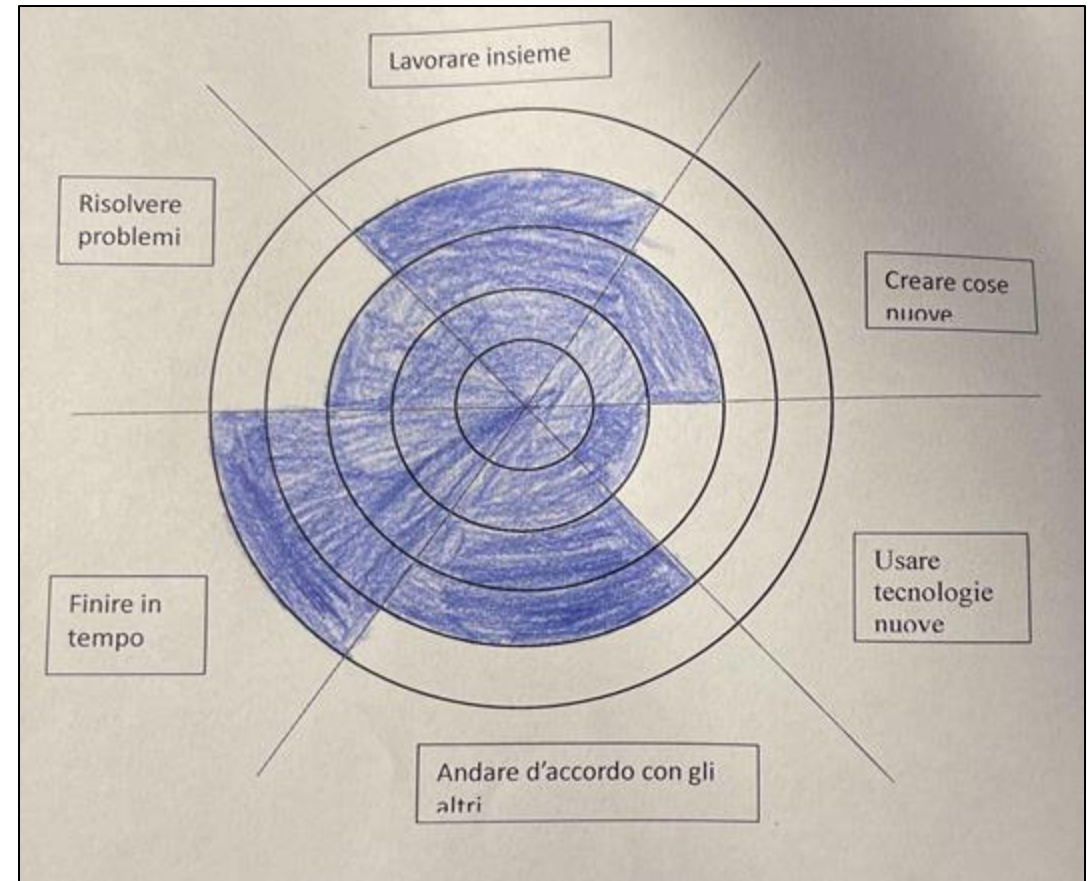 Lavorare insieme
Risolvere
problemi
Creare cose
nuove
Usare
tecnologie
nuove
Finire in
tempo
Andare d'accordo con gli
altri